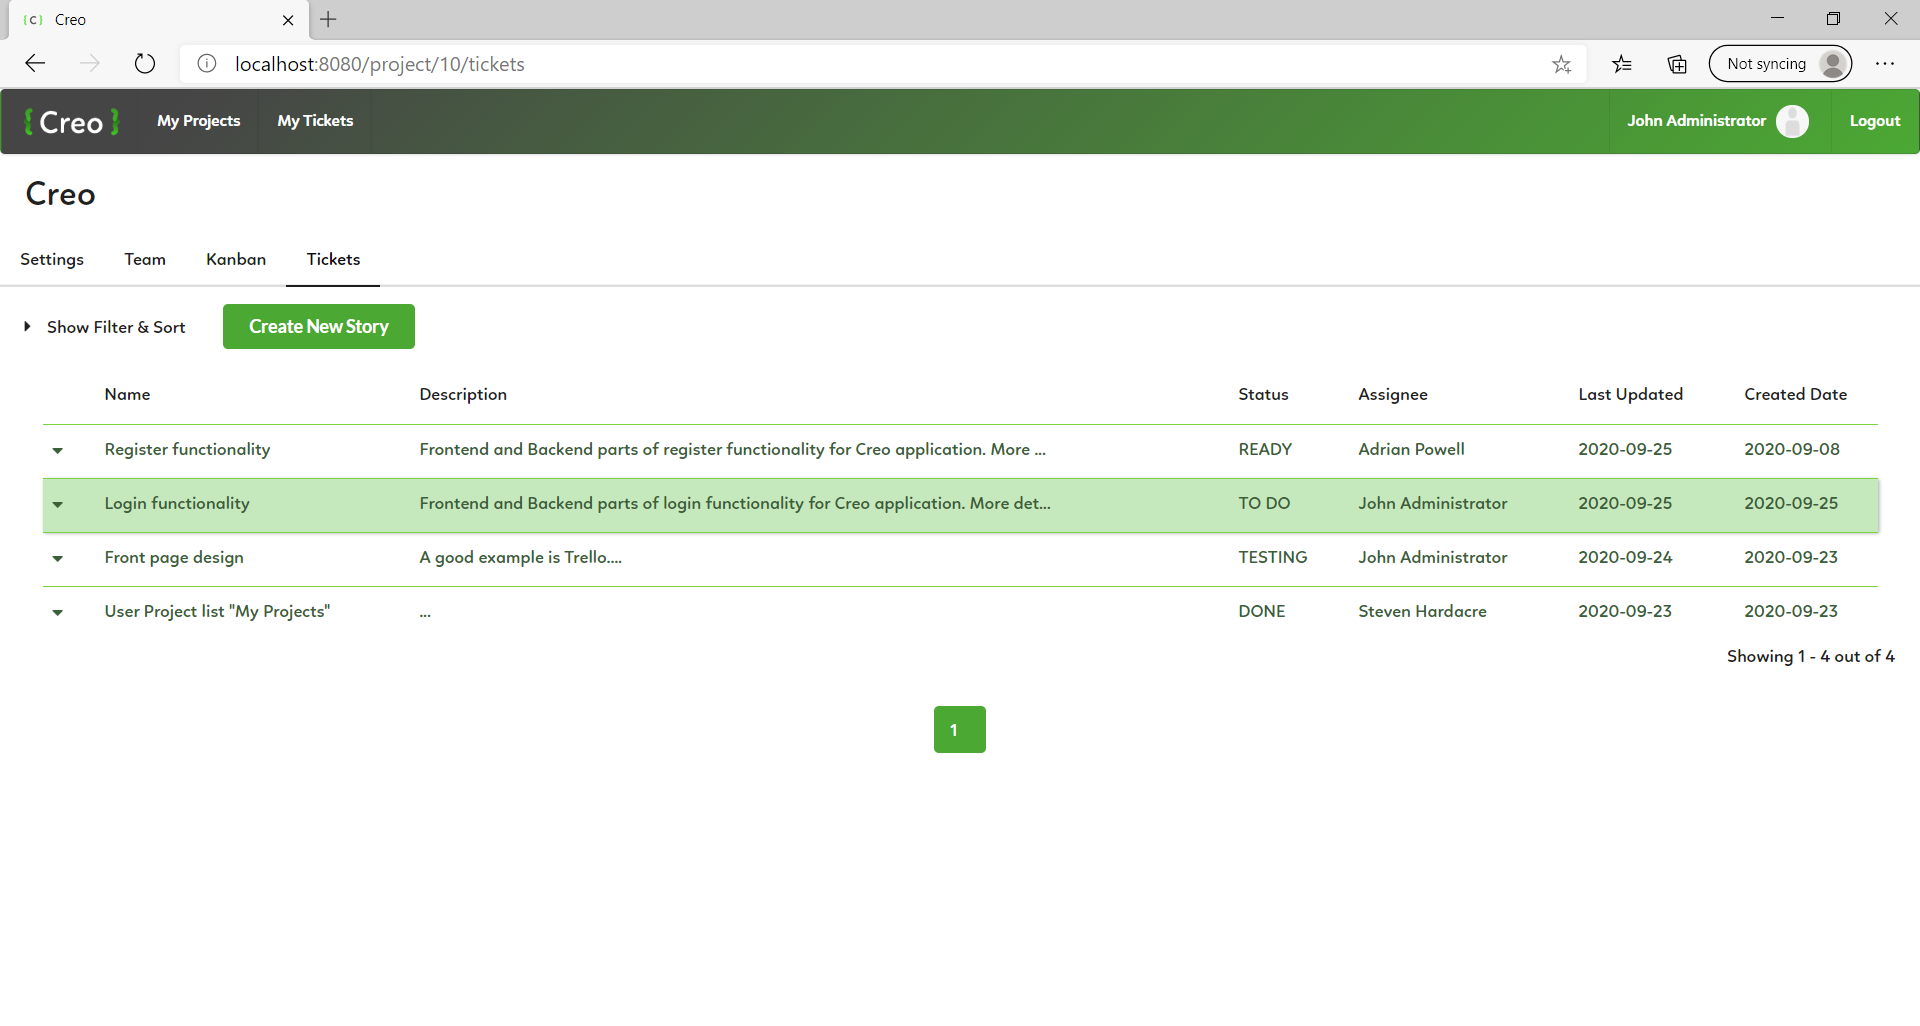 {C} Creo
localhost:8080/project/10/tickets
Not syncing
{Creo} My Projects My Tickets John Administrator Logout
Creo
Settings Team Kanban Tickets
Show Filter & Sort Create New Story
Name Description Status Assignee Last Updated Created Date
Register functionality Frontend and Backend parts of register functionality for Creo application. More ... READY Adrian Powell 2020-09-25 2020-09-08
Login functionality Frontend and Backend parts of login functionality for Creo application. More det... TO DO John Administrator 2020-09-25 2020-09-25
Front page design A good example is Trello.... TESTING John Administrator 2020-09-24 2020-09-23
User Project list "My Projects" ... DONE Steven Hardacre 2020-09-23 2020-09-23
Showing 1 - 4 out of 4
1